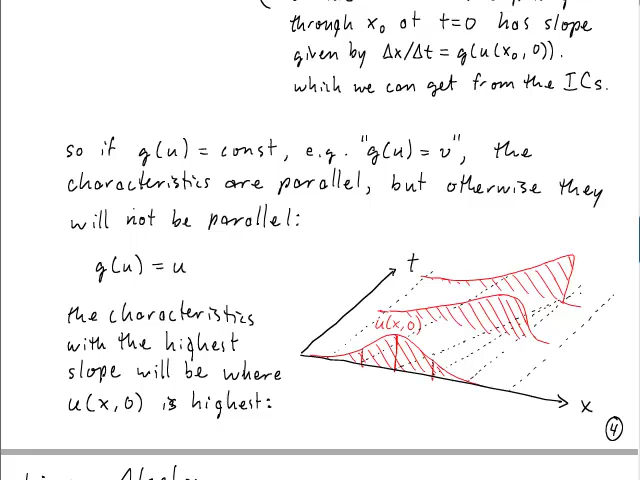 through x₀ at t=0 has slope
given by Δx/Δt = g(u(x₀,0)).
which we can get from the ICs.
so if g(u) = const, e.g. "g(u) = v", the
characteristics are parallel, but otherwise they
will not be parallel:
g(u) = u
the characteristics
with the highest
slope will be where
u(x,0) is highest:
t
u(x,0)
x
4